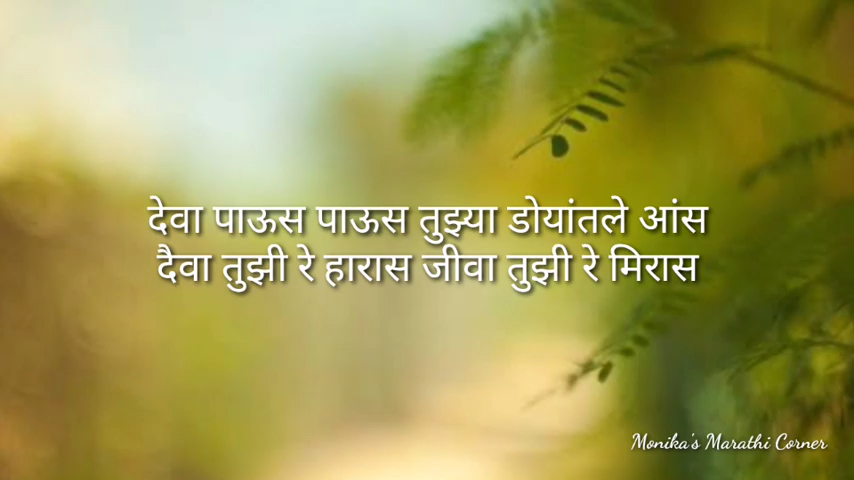 देवा पाऊस पाऊस तुझ्या डोयांतले आंस
दैवा तुझी रे हारास जीवा तुझी रे मिरास
Monika's Marathi Corner